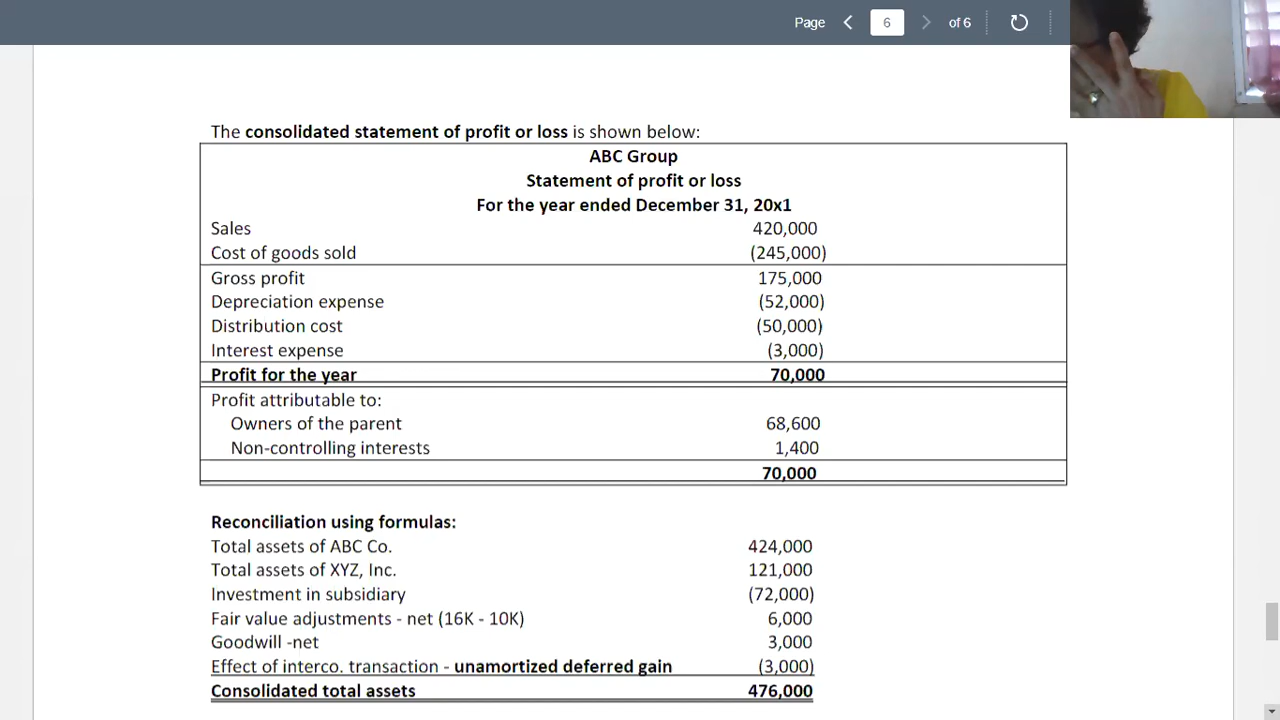 Page 6 of 6
The consolidated statement of profit or loss is shown below:
ABC Group
Statement of profit or loss
For the year ended December 31, 20x1
Sales 420,000
Cost of goods sold (245,000)
Gross profit 175,000
Depreciation expense (52,000)
Distribution cost (50,000)
Interest expense (3,000)
Profit for the year 70,000
Profit attributable to:
Owners of the parent 68,600
Non-controlling interests 1,400
70,000
Reconciliation using formulas:
Total assets of ABC Co. 424,000
Total assets of XYZ, Inc. 121,000
Investment in subsidiary (72,000)
Fair value adjustments - net (16K - 10K) 6,000
Goodwill -net 3,000
Effect of interco. transaction - unamortized deferred gain (3,000)
Consolidated total assets 476,000